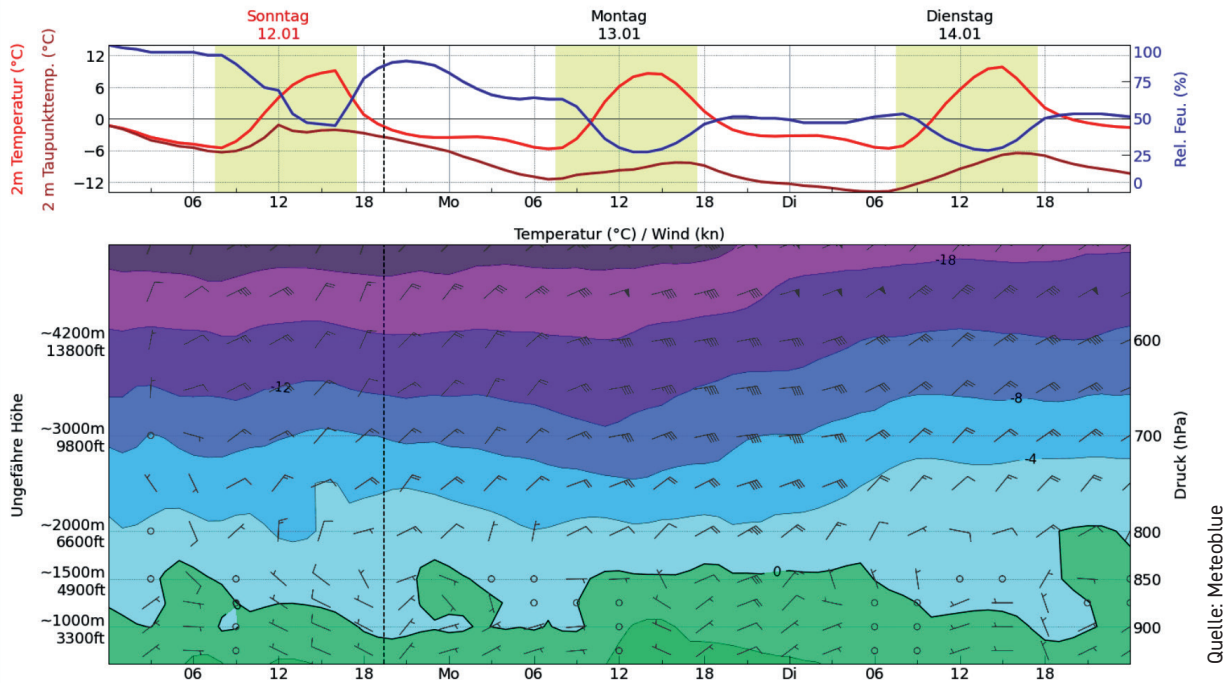 Sonntag
12.01
Montag
13.01
Dienstag
14.01
2m Temperatur (°C)
2 m Taupunkttemp. (°C)
12
6
0
−6
−12
100
75
50
25
0
Rel. Feu. (%)
06 12 18 Mo 06 12 18 Di 06 12 18
Temperatur (°C) / Wind (kn)
Ungefähre Höhe
~4200m
13800ft
~3000m
9800ft
~2000m
6600ft
~1500m
4900ft
~1000m
3300ft
-18
-12
-8
-4
0
600
700
800
850
900
Druck (hPa)
06 12 18 Mo 06 12 18 Di 06 12 18
Quelle: Meteoblue